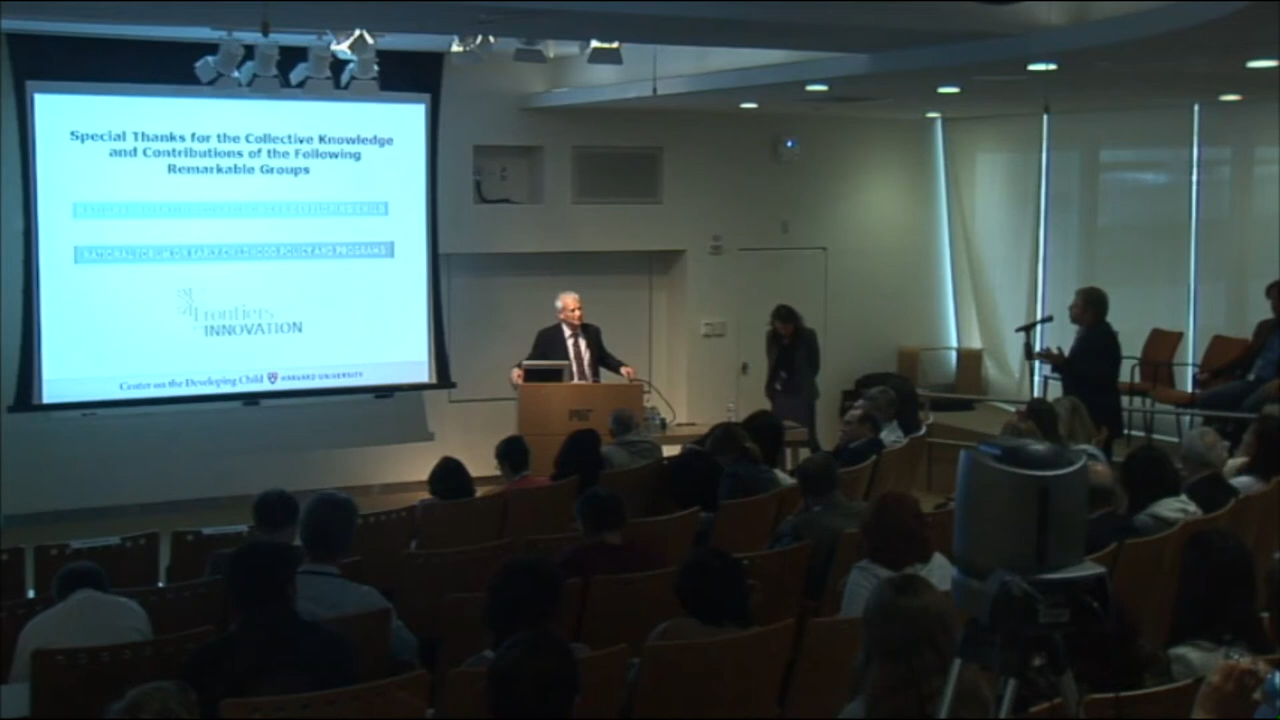 Special Thanks for the Collective Knowledge
and Contributions of the Following
Remarkable Groups
NATIONAL FORUM ON EARLY CHILDHOOD POLICY AND PROGRAMS
Frontiers
INNOVATION
Center on the Developing Child HARVARD UNIVERSITY
MIT